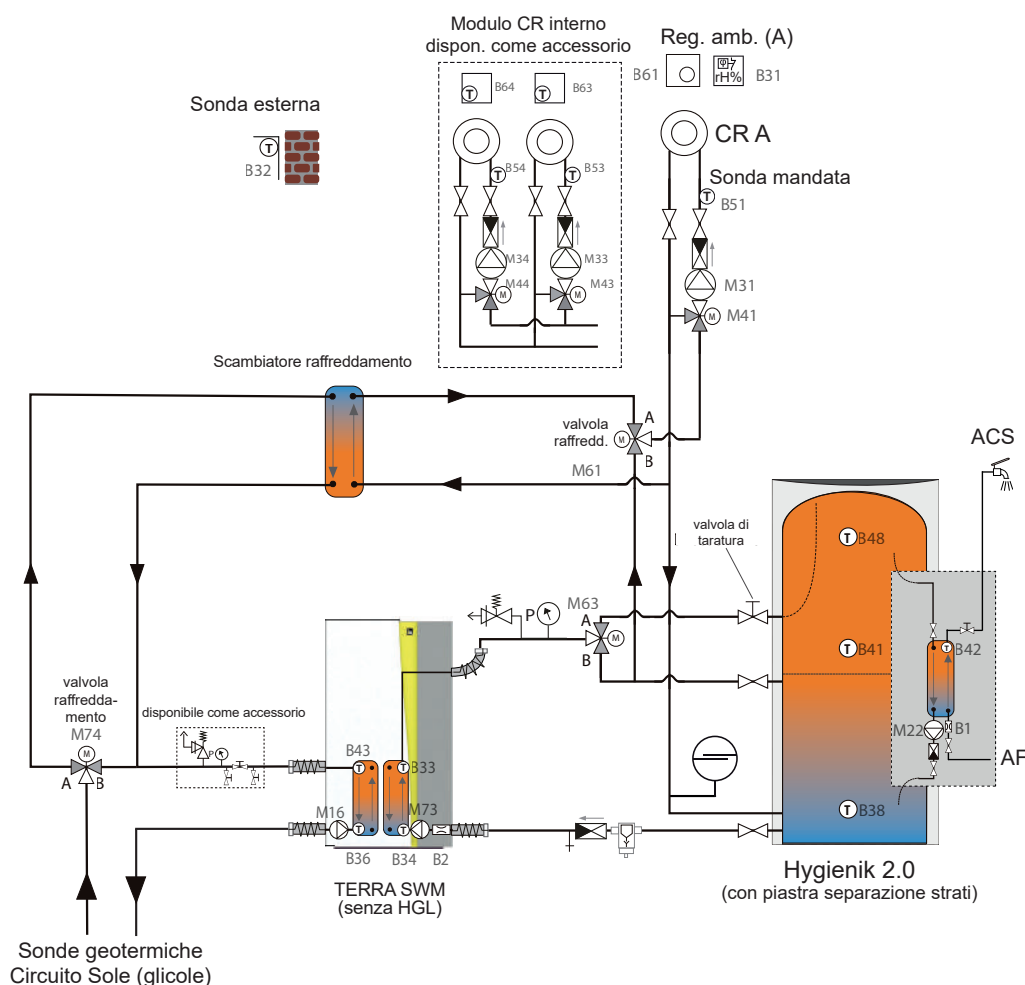 Modulo CR interno
dispon. come accessorio
Reg. amb. (A)
B64
B63
B61
rH%
B31
Sonda esterna
T
T
T
B32
CR A
T
B54
T
B53
Sonda mandata
T
B51
M34
M33
M44
M
M43
M
M31
M
M41
Scambiatore raffreddamento
valvola
raffredd.
A
M
B
M61
ACS
valvola di
taratura
T
B48
M63
A
M
B
P
T
B41
T
B42
valvola
raffredda-
mento
M74
M
A
B
disponibile come accessorio
P
B43
T
T
B33
M22
B1
AF
M16
T
T
M73
T
B38
B36
B34
B2
TERRA SWM
(senza HGL)
Hygienik 2.0
(con piastra separazione strati)
Sonde geotermiche
Circuito Sole (glicole)